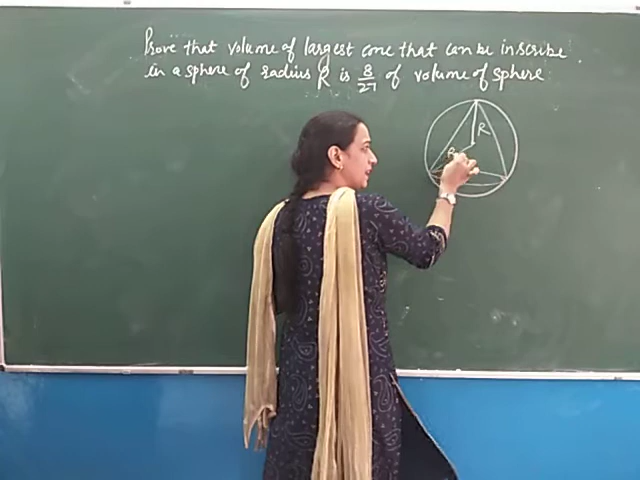 Prove that volume of largest cone that can be inscribe
in a sphere of radius R is 8/27 of volume of sphere
R
R